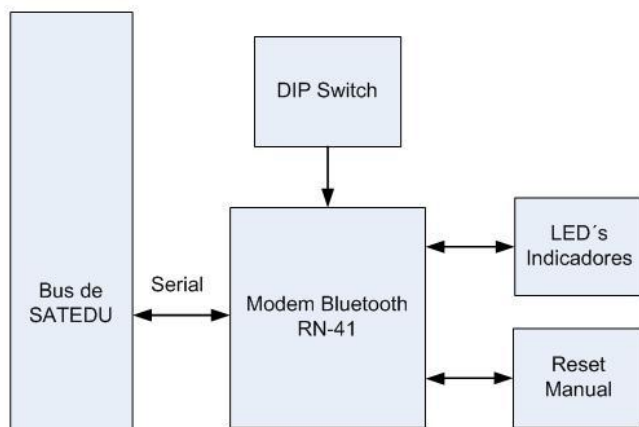 DIP Switch
Bus de
SATEDU
Serial
Modem Bluetooth
RN-41
LED´s
Indicadores
Reset
Manual